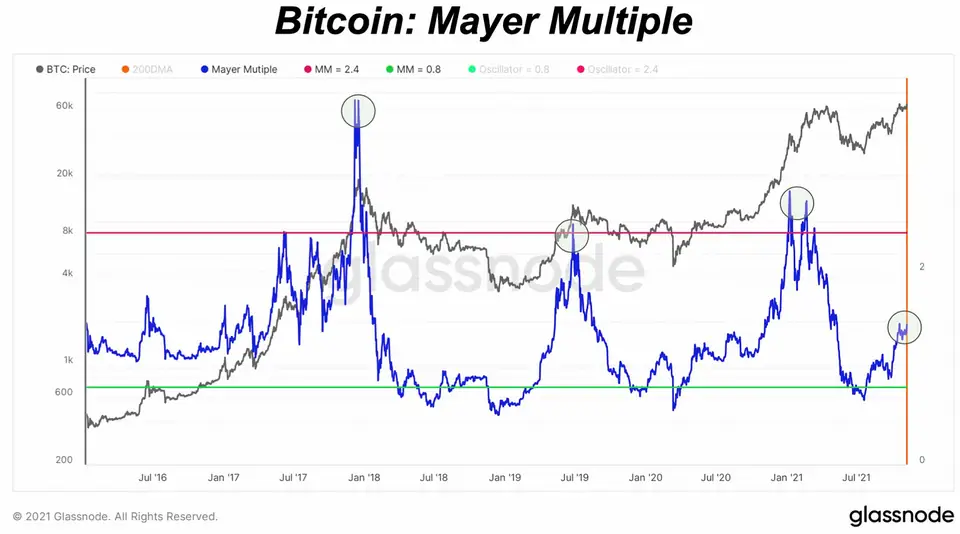 Bitcoin: Mayer Multiple
BTC: Price 200DMA Mayer Mutiple MM = 2.4 MM = 0.8 Oscillator = 0.8 Oscillator = 2.4
60k
20k
8k
4k
1k
600
200
2
0
glassnode
Jul '16 Jan '17 Jul '17 Jan '18 Jul '18 Jan '19 Jul '19 Jan '20 Jul '20 Jan '21 Jul '21
© 2021 Glassnode. All Rights Reserved.
glassnode